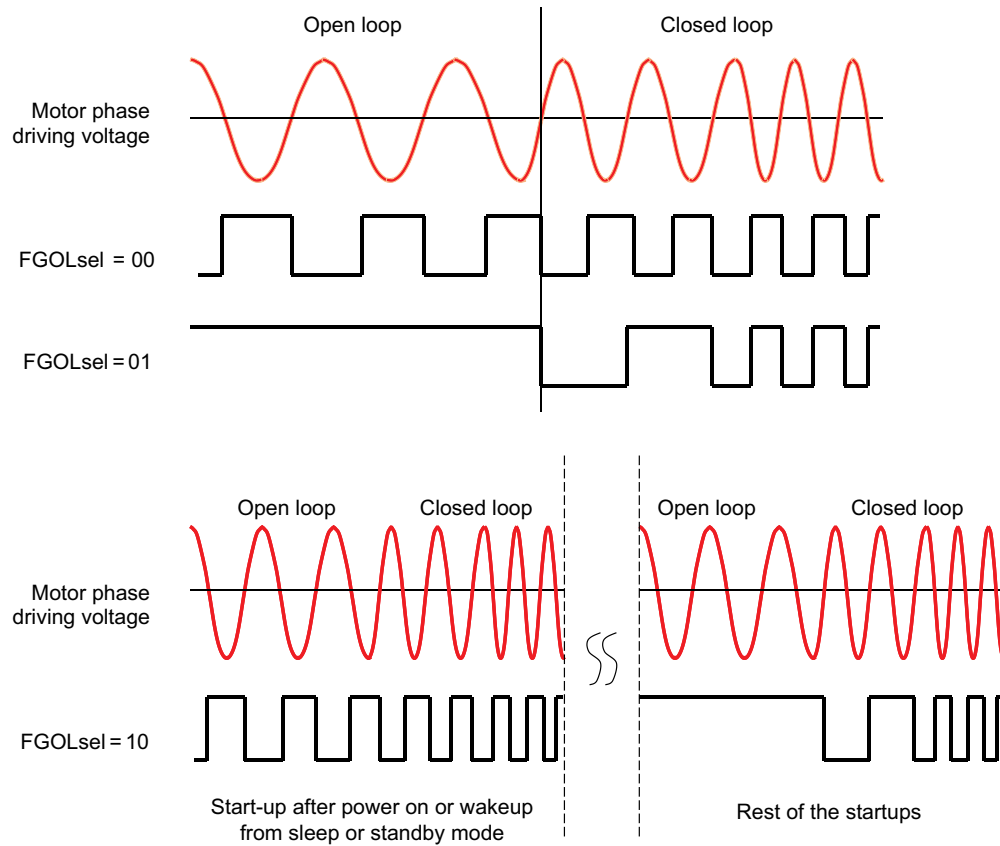 Open loop
Closed loop
Motor phase
driving voltage
FGOLsel = 00
FGOLsel = 01
Open loop
Closed loop
Open loop
Closed loop
Motor phase
driving voltage
FGOLsel = 10
Start-up after power on or wakeup
from sleep or standby mode
Rest of the startups